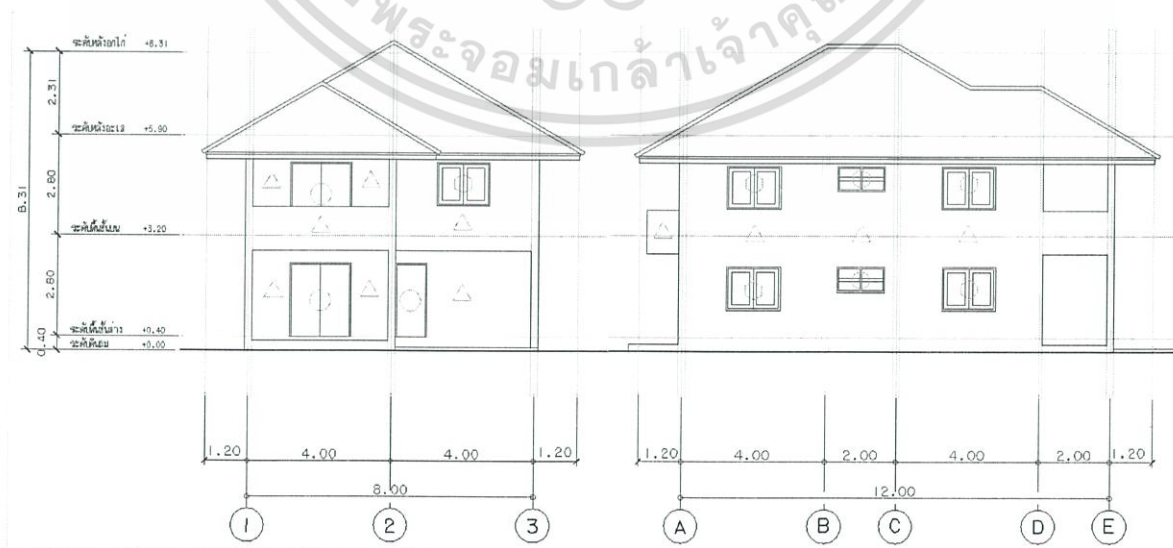 พระจอมเกล้าเจ้าคุณ
ระดับหลังอกไก่ +8.31
ระดับหลังอะเส +5.90
ระดับพื้นชั้นบน +3.20
ระดับพื้นชั้นล่าง +0.40
ระดับดินถม +0.00
8.31
2.31
2.80
2.80
0.40
1.20 4.00 4.00 1.20
8.00
1 2 3
1.20 4.00 2.00 4.00 2.00 1.20
12.00
A B C D E